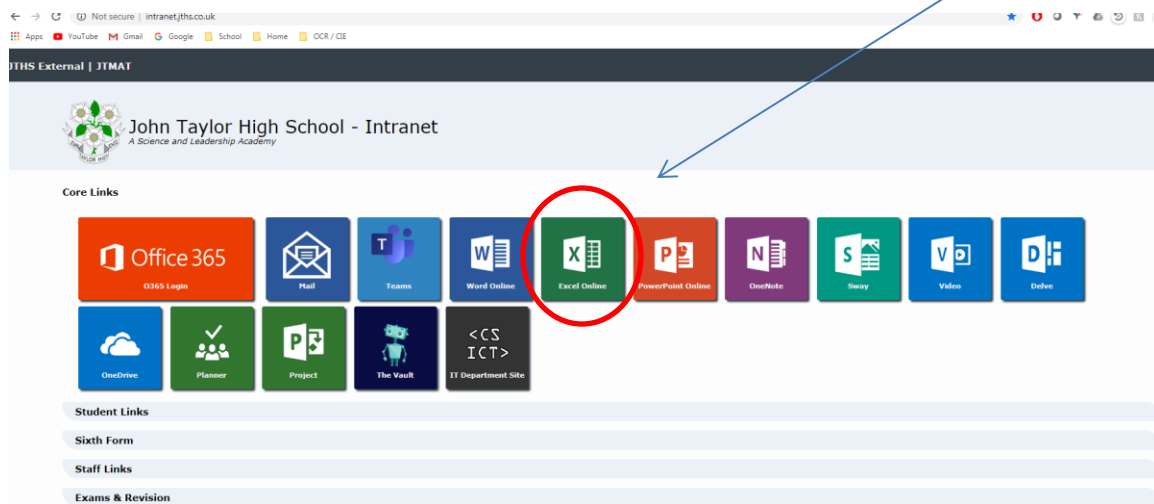 Not secure | intranet.jths.co.uk
Apps YouTube Gmail Google School Home OCR / CIE
JTHS External | JTMAT
John Taylor High School - Intranet
A Science and Leadership Academy
Core Links
Office 365
O365 Login
Mail
Teams
Word Online
Excel Online
PowerPoint Online
OneNote
Sway
Video
Delve
OneDrive
Planner
Project
The Vault
<CS
ICT>
IT Department Site
Student Links
Sixth Form
Staff Links
Exams & Revision